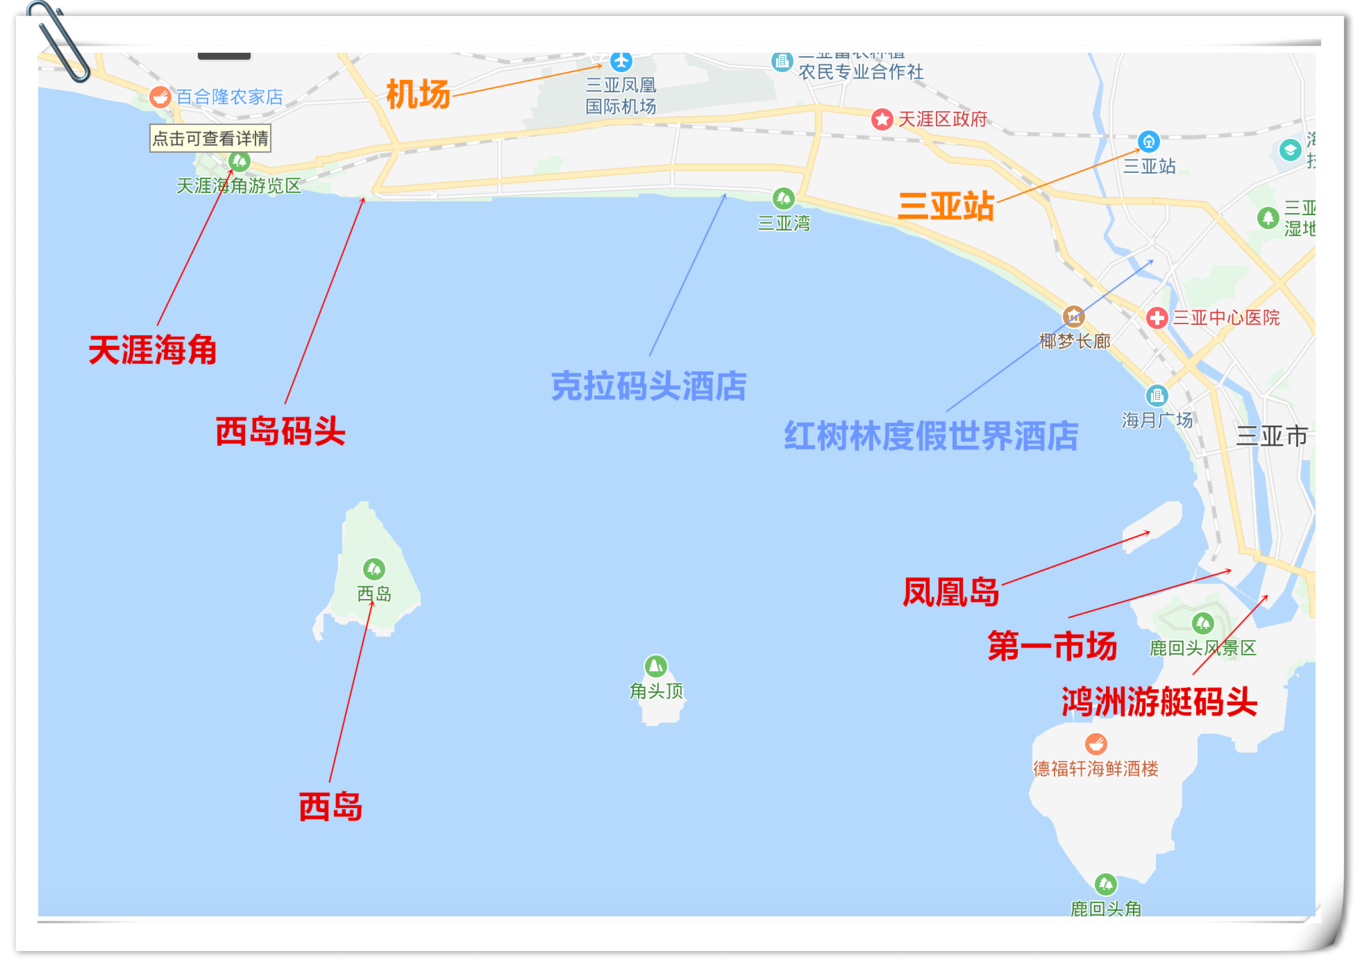 农民专业合作社
机场
三亚凤凰
国际机场
百合隆农家店
天涯区政府
点击可查看详情
三亚站
天涯海角游览区
三亚站
三亚
湿地
三亚湾
三亚中心医院
椰梦长廊
天涯海角
克拉码头酒店
海月广场
西岛码头
红树林度假世界酒店
三亚市
西岛
凤凰岛
第一市场
鹿回头风景区
角头顶
鸿洲游艇码头
德福轩海鲜酒楼
西岛
鹿回头角